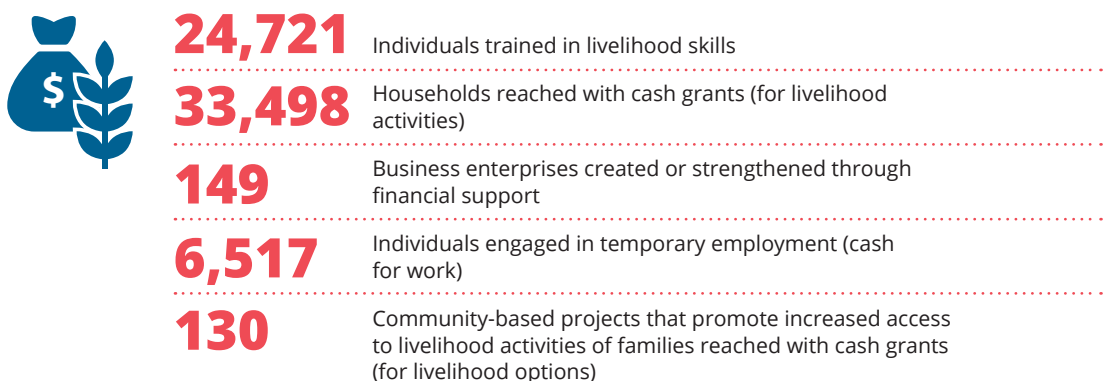 $
24,721 Individuals trained in livelihood skills
33,498 Households reached with cash grants (for livelihood
activities)
149 Business enterprises created or strengthened through
financial support
6,517 Individuals engaged in temporary employment (cash
for work)
130 Community-based projects that promote increased access
to livelihood activities of families reached with cash grants
(for livelihood options)